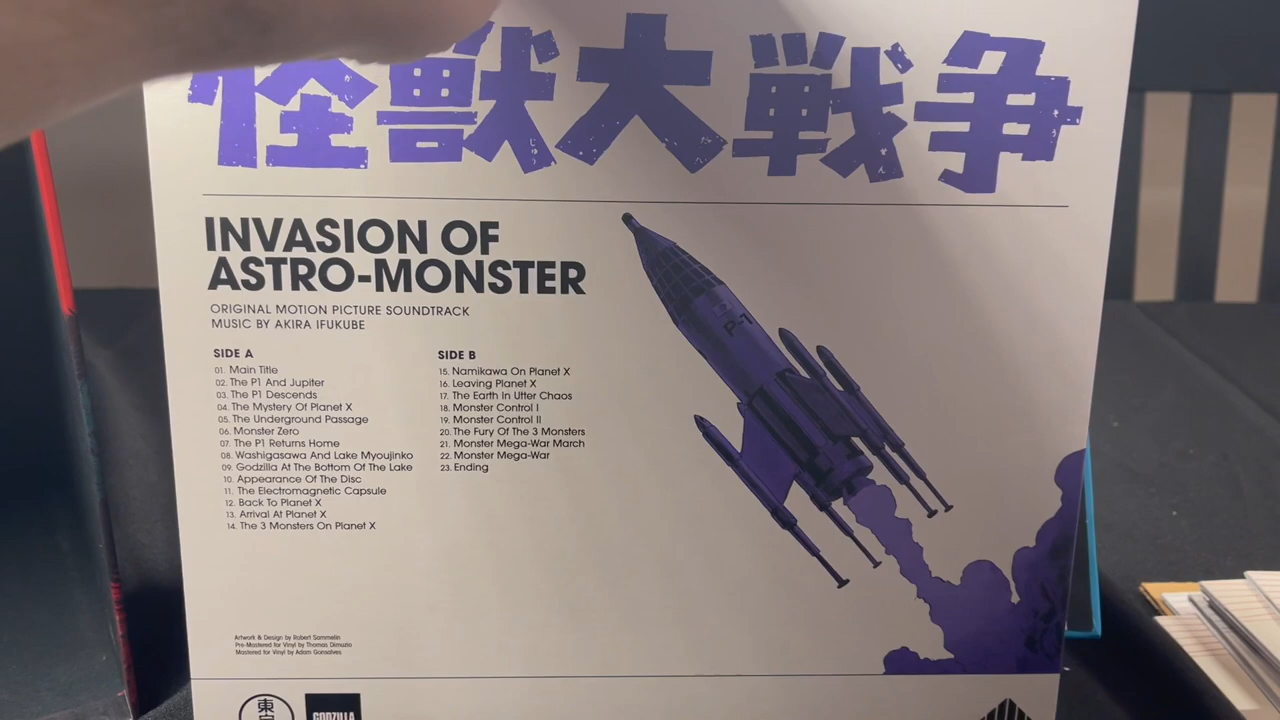 怪獣大戦争
INVASION OF
ASTRO-MONSTER
ORIGINAL MOTION PICTURE SOUNDTRACK
MUSIC BY AKIRA IFUKUBE
SIDE A
01. Main Title
02. The P1 And Jupiter
03. The P1 Descends
04. The Mystery Of Planet X
05. The Underground Passage
06. Monster Zero
07. The P1 Returns Home
08. Washigasawa And Lake Myoujinko
09. Godzilla At The Bottom Of The Lake
10. Appearance Of The Disc
11. The Electromagnetic Capsule
12. Back To Planet X
13. Arrival At Planet X
14. The 3 Monsters On Planet X
SIDE B
15. Namikawa On Planet X
16. Leaving Planet X
17. The Earth In Utter Chaos
18. Monster Control I
19. Monster Control II
20. The Fury Of The 3 Monsters
21. Monster Mega-War March
22. Monster Mega-War
23. Ending
P-1
Artwork & Design by Robert Sammelin
Pre-Mastered for Vinyl by Thomas Dimuzio
Mastered for Vinyl by Adam Gonsalves
東
GODZILLA